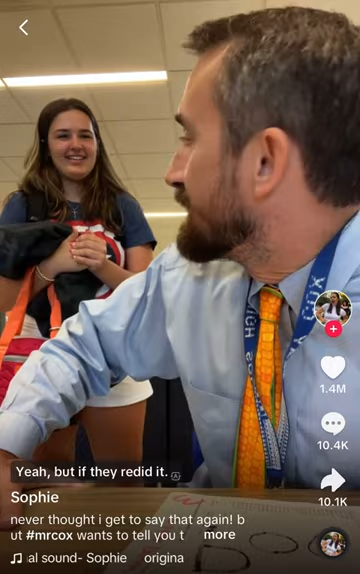 Yeah, but if they redid it.
Sophie
never thought i get to say that again! b
ut #mrcox wants to tell you t more
al sound- Sophie origina
1.4M
10.4K
10.1K